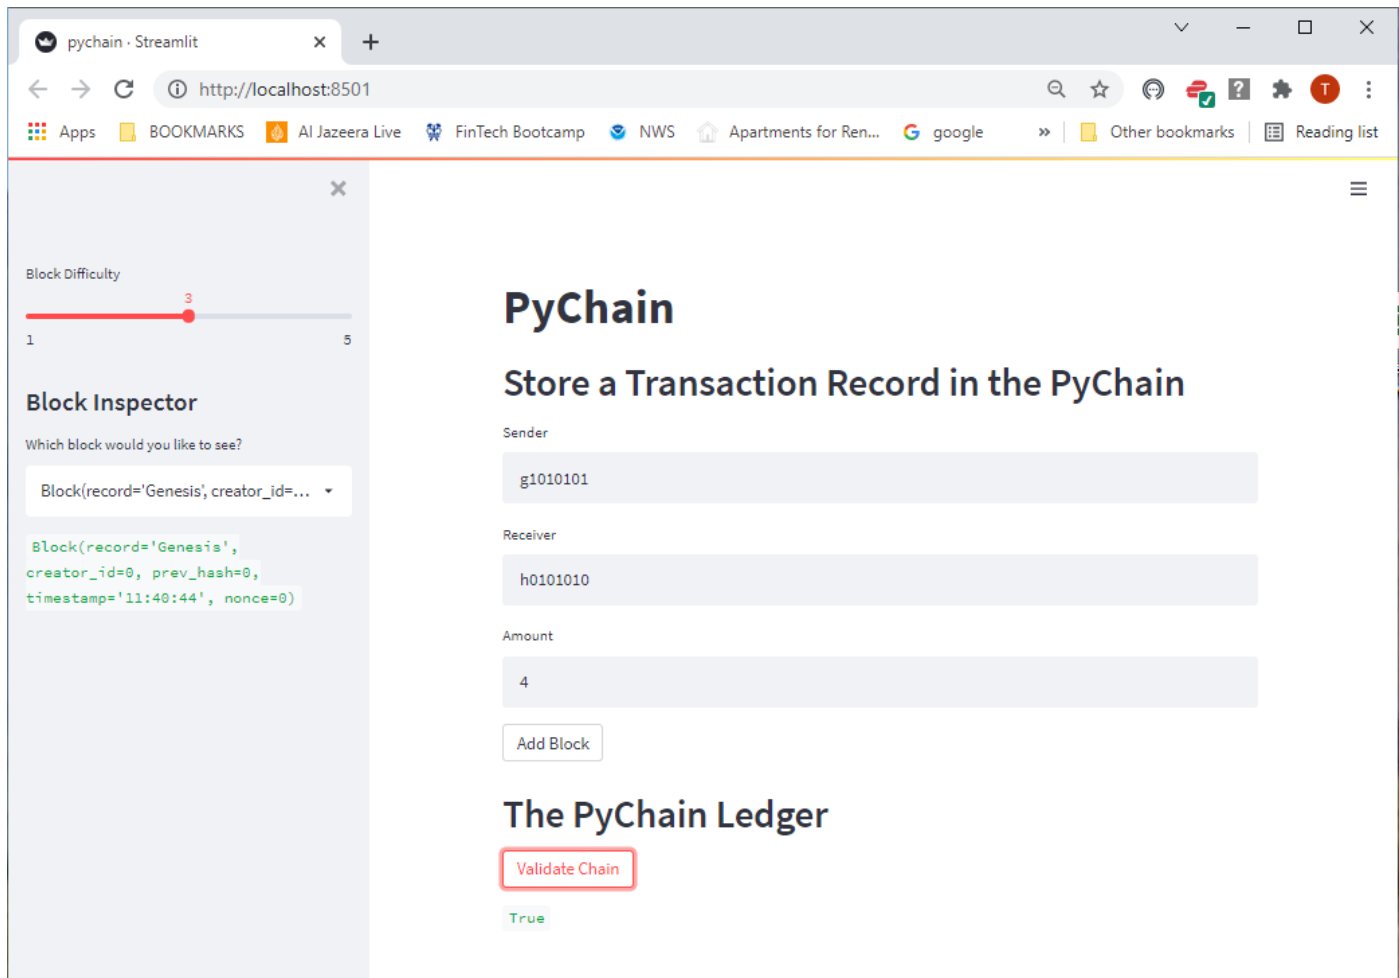 pychain · Streamlit
http://localhost:8501
T
Apps BOOKMARKS Al Jazeera Live FinTech Bootcamp NWS Apartments for Ren... google » Other bookmarks Reading list
Block Difficulty
3
1 5
Block Inspector
Which block would you like to see?
Block(record='Genesis', creator_id=...
Block(record='Genesis',
creator_id=0, prev_hash=0,
timestamp='11:40:44', nonce=0)
PyChain
Store a Transaction Record in the PyChain
Sender
g1010101
Receiver
h0101010
Amount
4
Add Block
The PyChain Ledger
Validate Chain
True